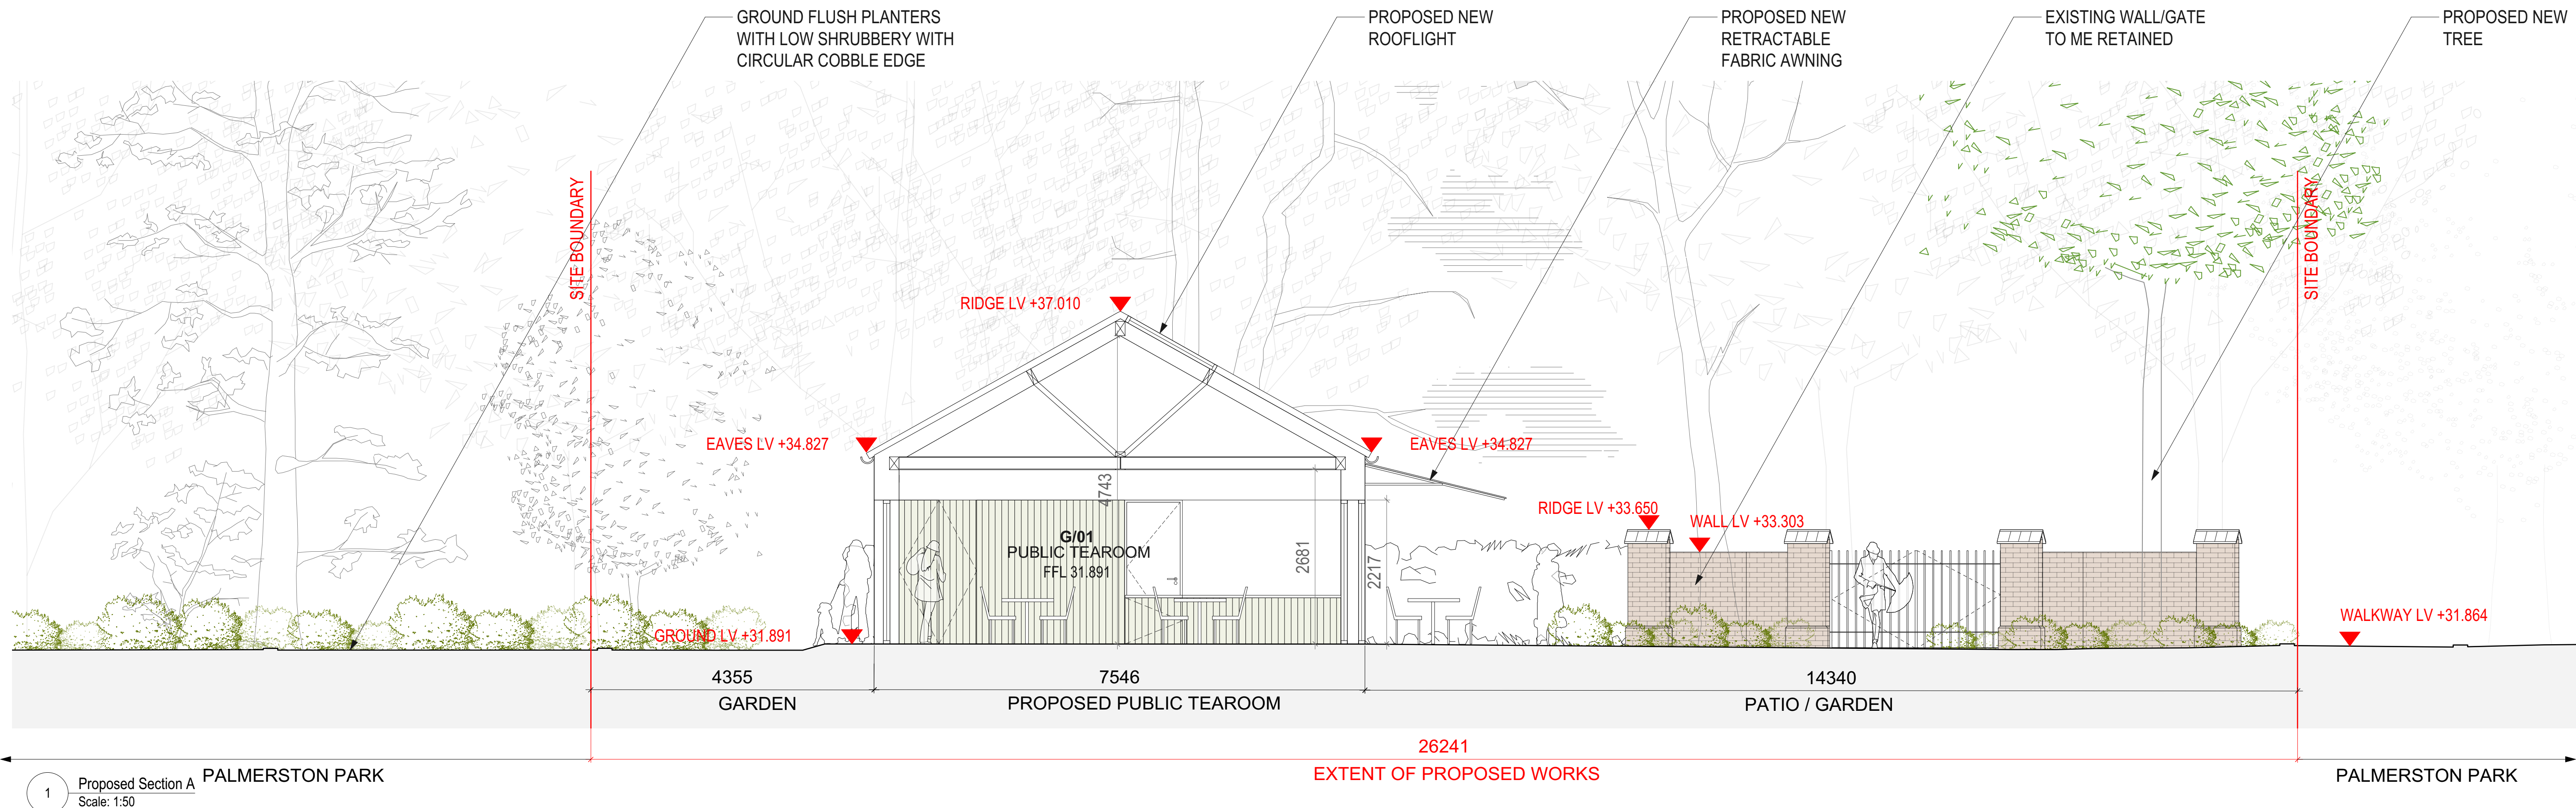 GROUND FLUSH PLANTERS
WITH LOW SHRUBBERY WITH
CIRCULAR COBBLE EDGE
PROPOSED NEW
ROOFLIGHT
PROPOSED NEW
RETRACTABLE
FABRIC AWNING
EXISTING WALL/GATE
TO ME RETAINED
PROPOSED NEW
TREE
SITE BOUNDARY
SITE BOUNDARY
RIDGE LV +37.010
EAVES LV +34.827
EAVES LV +34.827
4743
RIDGE LV +33.650
WALL LV +33.303
G/01
PUBLIC TEAROOM
FFL 31.891
2681
2217
GROUND LV +31.891
WALKWAY LV +31.864
4355
7546
14340
GARDEN
PROPOSED PUBLIC TEAROOM
PATIO / GARDEN
26241
EXTENT OF PROPOSED WORKS
PALMERSTON PARK
PALMERSTON PARK
1
Proposed Section A
Scale: 1:50